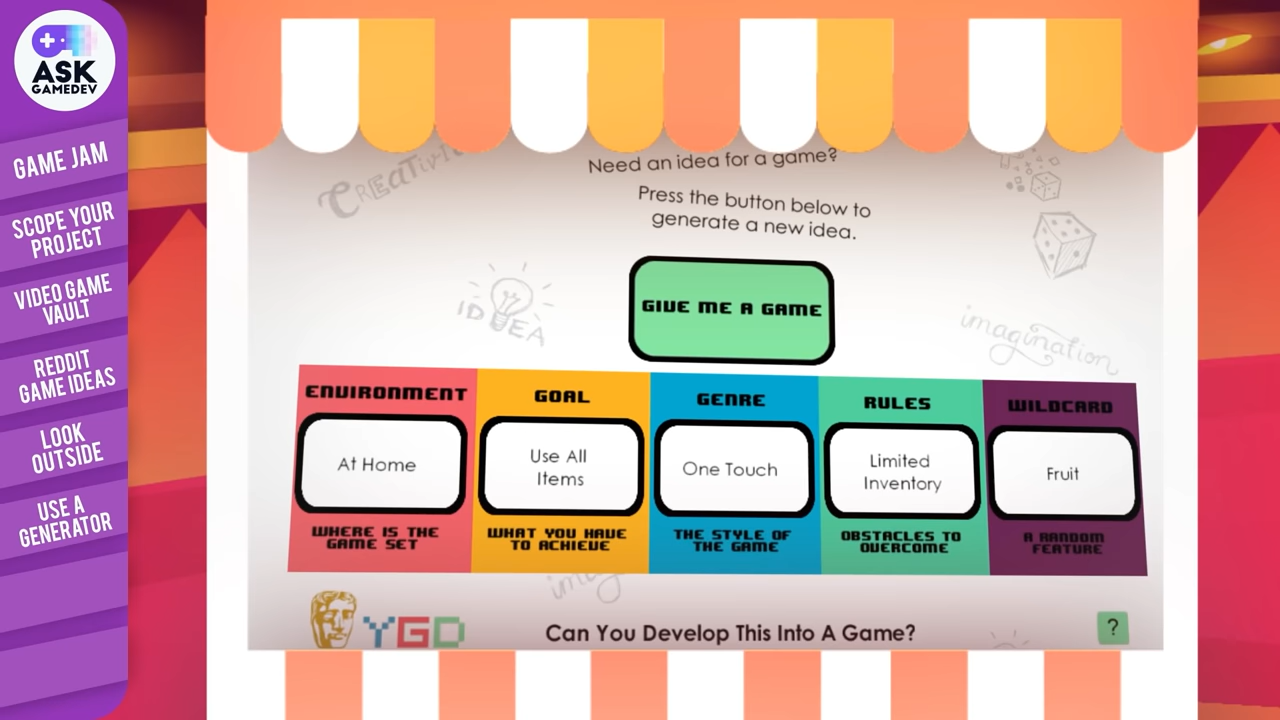 ASK
GAMEDEV
GAME JAM
SCOPE YOUR
PROJECT
VIDEO GAME
VAULT
REDDIT
GAME IDEAS
LOOK
OUTSIDE
USE A
GENERATOR
Need an idea for a game?
Press the button below to
generate a new idea.
IDEA
imagination
GIVE ME A GAME
ENVIRONMENT
GOAL
GENRE
RULES
WILDCARD
At Home
Use All
Items
One Touch
Limited
Inventory
Fruit
WHERE IS THE
GAME SET
WHAT YOU HAVE
TO ACHIEVE
THE STYLE OF
THE GAME
OBSTACLES TO
OVERCOME
A RANDOM
FEATURE
YGD
Can You Develop This Into A Game?
?